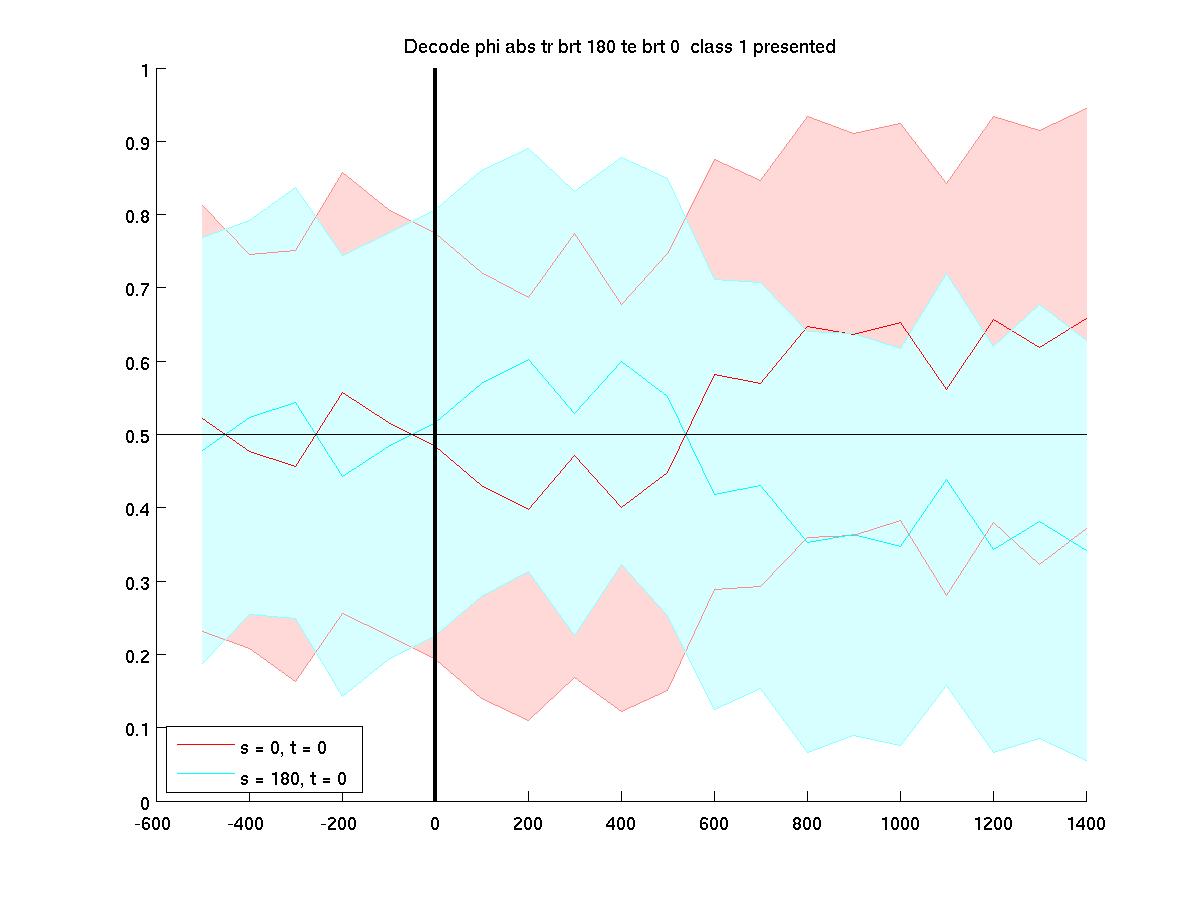 Decode phi abs tr brt 180 te brt 0  class 1 presented
1
0.9
0.8
0.7
0.6
0.5
0.4
0.3
0.2
0.1
0
s = 0, t = 0
s = 180, t = 0
-600 -400 -200 0 200 400 600 800 1000 1200 1400